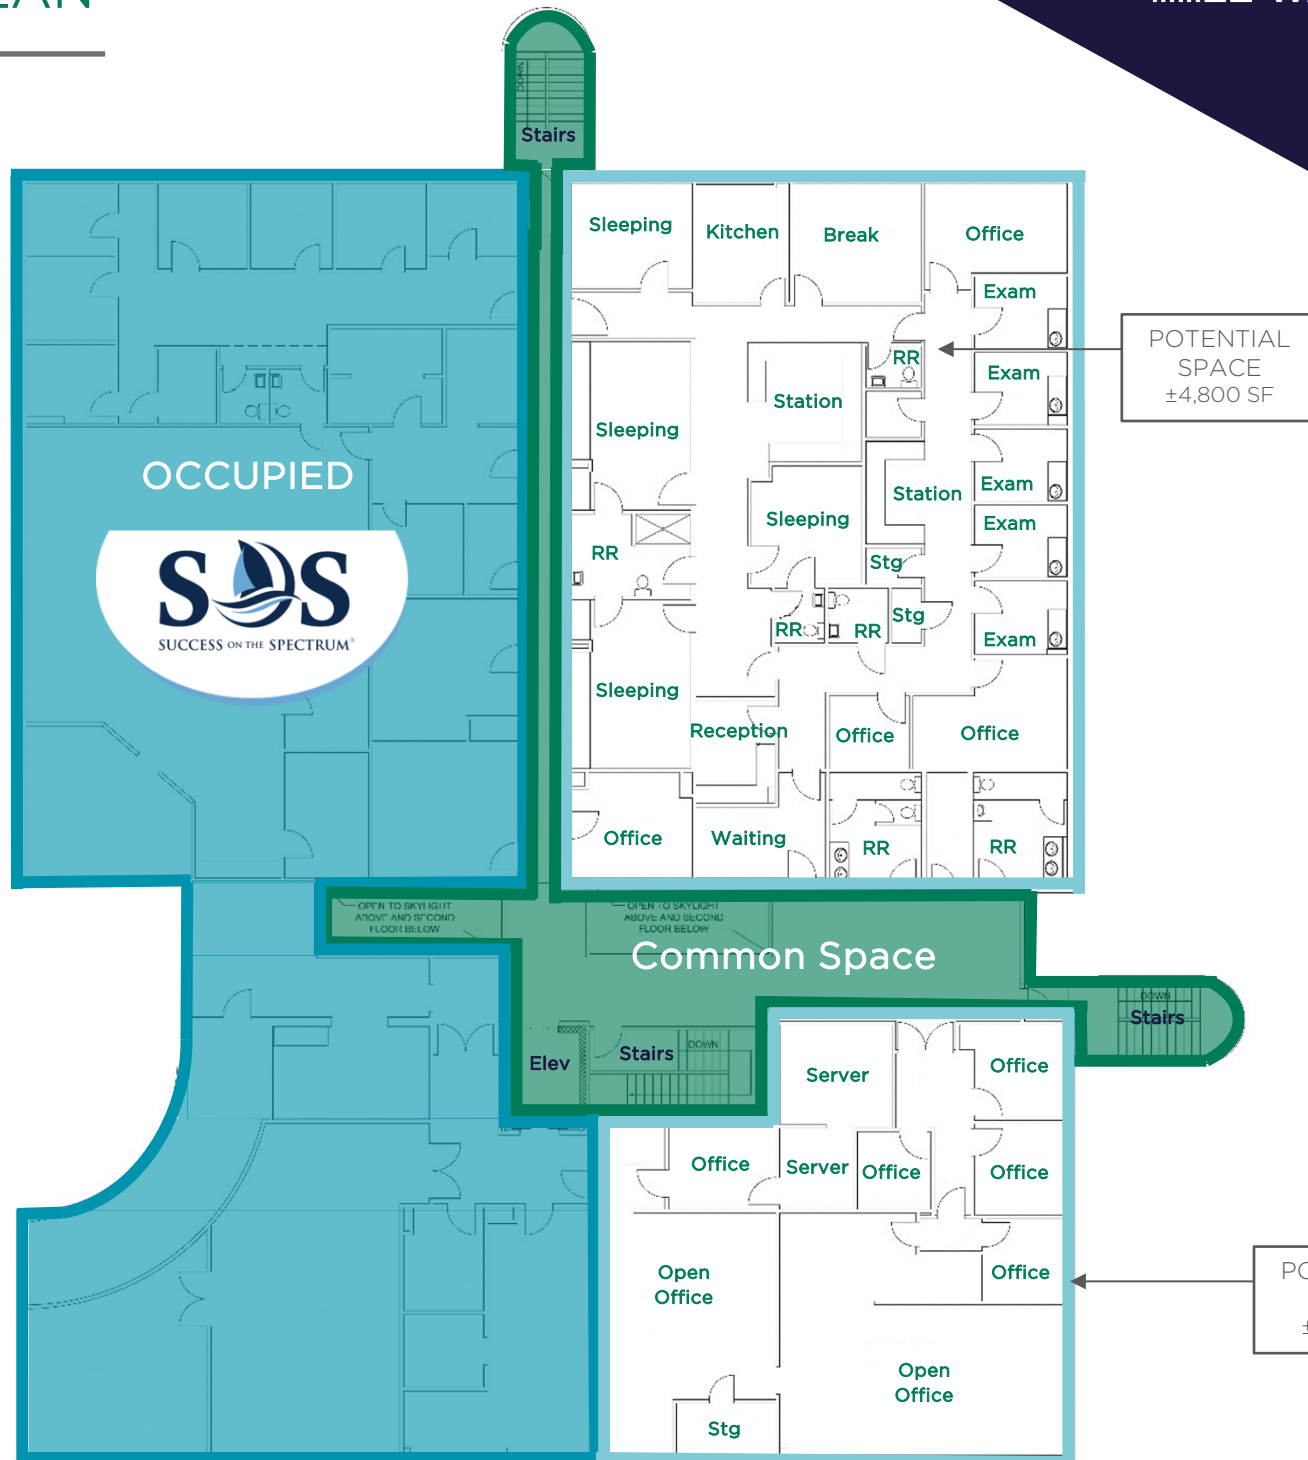 Stairs
Sleeping
Kitchen
Break
Office
Exam
POTENTIAL
SPACE
±4,800 SF
RR
Exam
Station
Sleeping
OCCUPIED
Exam
Station
Sleeping
Exam
RR
Stg
SOS
SUCCESS ON THE SPECTRUM®
Stg
RR
RR
Exam
Sleeping
Reception
Office
Office
Office
Waiting
RR
RR
OPEN TO SKYLIGHT
ABOVE AND SECOND
FLOOR BELOW
OPEN TO SKYLIGHT
ABOVE AND SECOND
FLOOR BELOW
Common Space
DOWN
Stairs
Elev
Stairs
DOWN
Server
Office
Office
Server
Office
Office
Open
Office
Office
Open
Office
Stg
DOWN